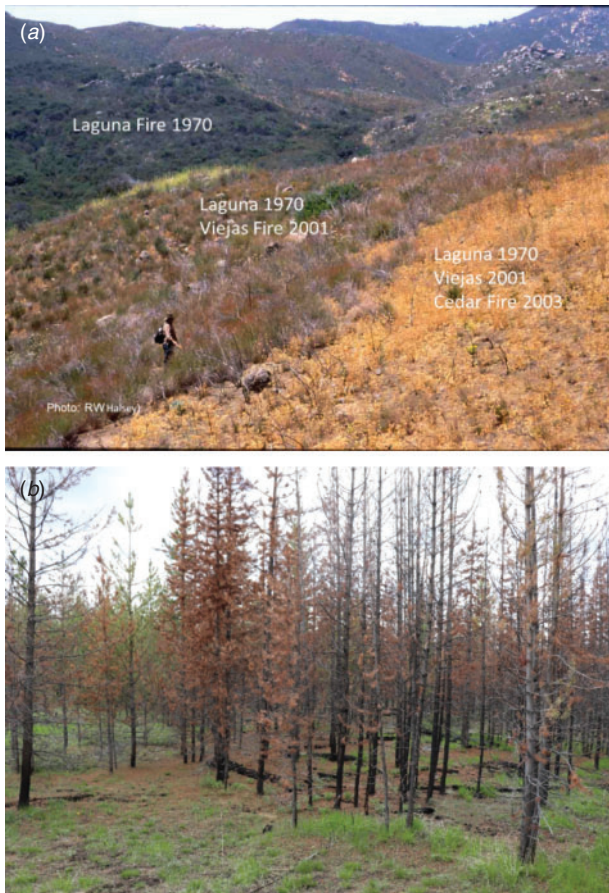 (a)
Laguna Fire 1970
Laguna 1970
Viejas Fire 2001
Laguna 1970
Viejas 2001
Cedar Fire 2003
Photo: RW Halsey
(b)